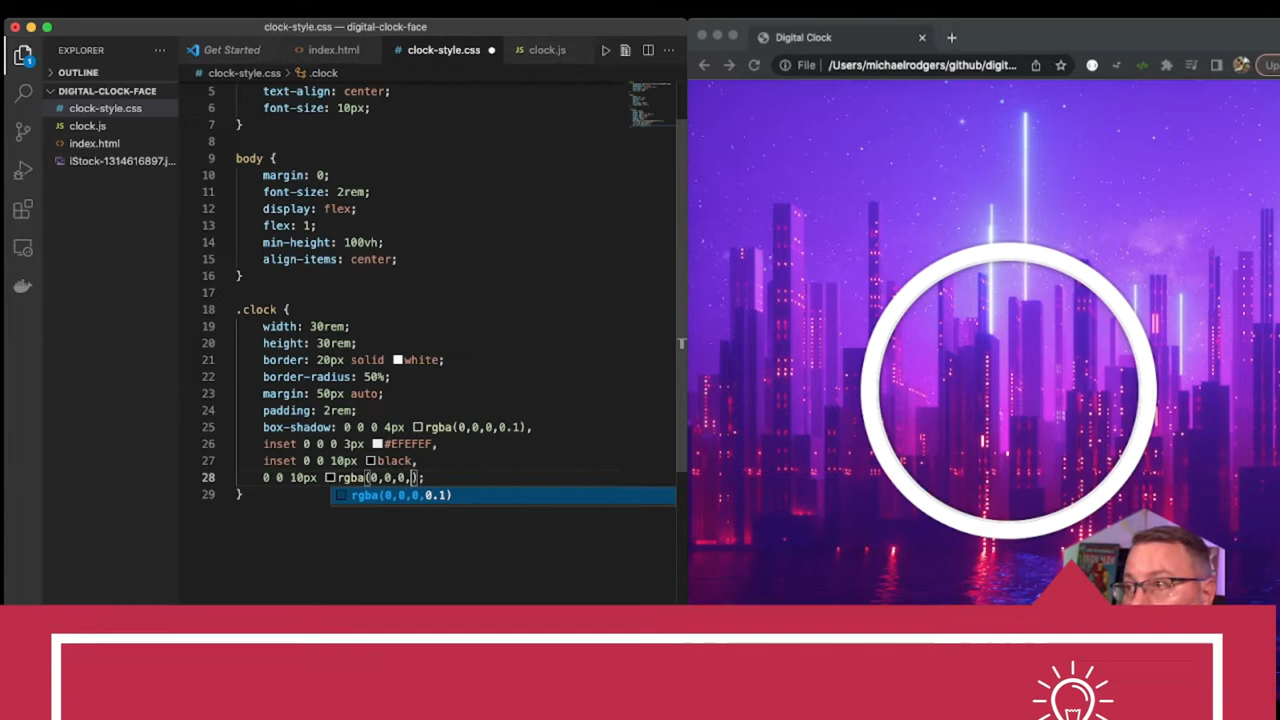 clock-style.css — digital-clock-face
EXPLORER
Get Started
index.html
clock-style.css
clock.js
OUTLINE
DIGITAL-CLOCK-FACE
clock-style.css
clock.js
index.html
iStock-1314616897.j...
1
clock-style.css > .clock
5 text-align: center;
6 font-size: 10px;
7 }
8
9 body {
10 margin: 0;
11 font-size: 2rem;
12 display: flex;
13 flex: 1;
14 min-height: 100vh;
15 align-items: center;
16 }
17
18 .clock {
19 width: 30rem;
20 height: 30rem;
21 border: 20px solid white;
22 border-radius: 50%;
23 margin: 50px auto;
24 padding: 2rem;
25 box-shadow: 0 0 0 4px rgba(0,0,0,0.1),
26 inset 0 0 0 3px #EFEFEF,
27 inset 0 0 10px black,
28 0 0 10px rgba(0,0,0,);
rgba(0,0,0,0.1)
29 }
Digital Clock
File | /Users/michaelrodgers/github/digit...
Up